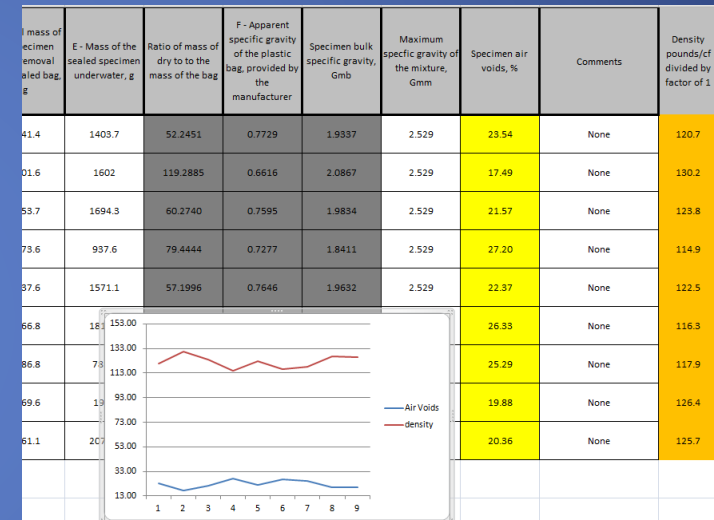 l mass of
ecimen
emoval
aled bag,
g
E - Mass of the
sealed specimen
underwater, g
Ratio of mass of
dry to to the
mass of the bag
F - Apparent
specific gravity
of the plastic
bag, provided by
the
manufacturer
Specimen bulk
specific gravity,
Gmb
Maximum
specfic gravity of
the mixture,
Gmm
Specimen air
voids, %
Comments
Density
pounds/cf
divided by
factor of 1
41.4 1403.7 52.2451 0.7729 1.9337 2.529 23.54 None 120.7
01.6 1602 119.2885 0.6616 2.0867 2.529 17.49 None 130.2
53.7 1694.3 60.2740 0.7595 1.9834 2.529 21.57 None 123.8
73.6 937.6 79.4444 0.7277 1.8411 2.529 27.20 None 114.9
37.6 1571.1 57.1996 0.7646 1.9632 2.529 22.37 None 122.5
66.8 181 26.33 None 116.3
86.8 78 25.29 None 117.9
69.6 19 19.88 None 126.4
61.1 207 20.36 None 125.7
153.00
133.00
113.00
93.00
73.00
53.00
33.00
13.00
1 2 3 4 5 6 7 8 9
Air Voids
density